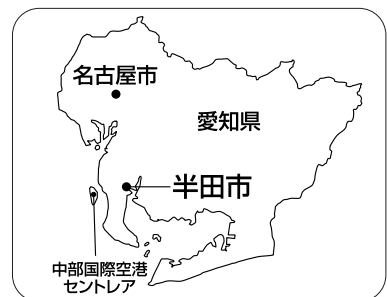 名古屋市
愛知県
半田市
中部国際空港
セントレア